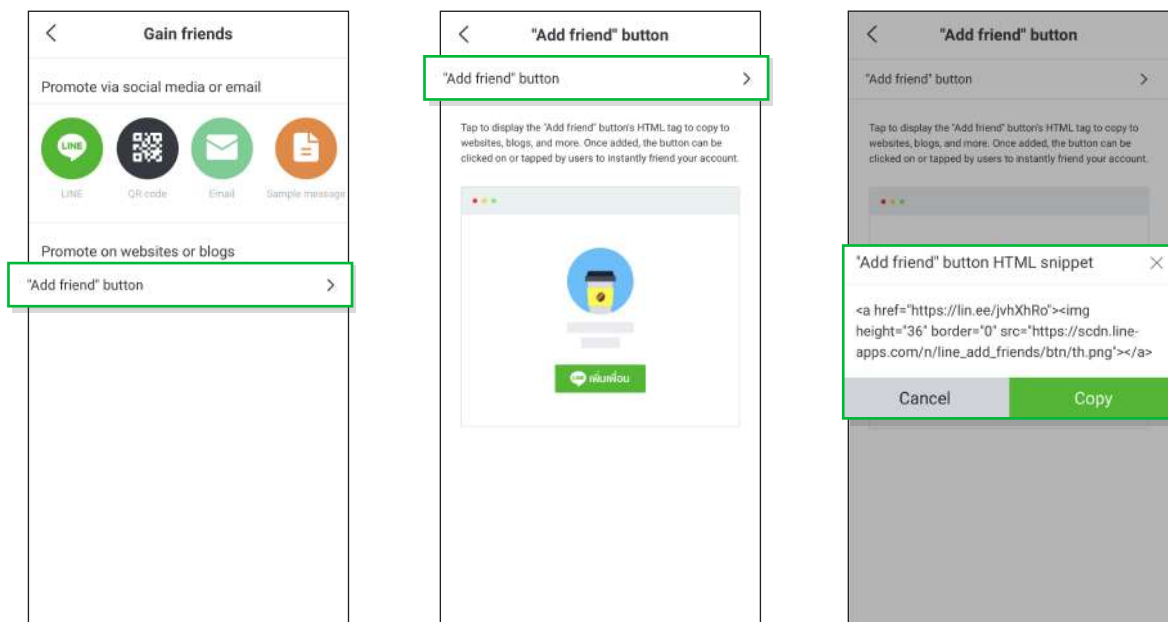 Gain friends
Promote via social media or email
LINE
LINE
QR code
Email
Sample message
Promote on websites or blogs
"Add friend" button
"Add friend" button
"Add friend" button
Tap to display the "Add friend" button's HTML tag to copy to
websites, blogs, and more. Once added, the button can be
clicked on or tapped by users to instantly friend your account.
LINE เพิ่มเพื่อน
"Add friend" button
"Add friend" button
Tap to display the "Add friend" button's HTML tag to copy to
websites, blogs, and more. Once added, the button can be
clicked on or tapped by users to instantly friend your account.
"Add friend" button HTML snippet
<a href="https://lin.ee/jvhXhRo"><img
height="36" border="0" src="https://scdn.line-
apps.com/n/line_add_friends/btn/th.png"></a>
Cancel
Copy